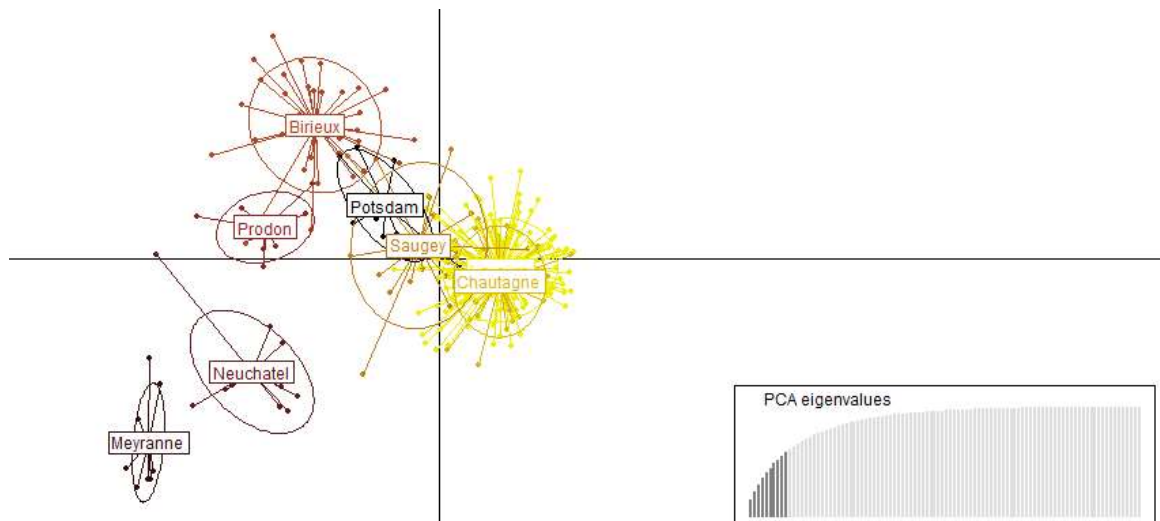 Birieux
Potsdam
Prodon
Saugey
Chautagne
Neuchatel
Meyranne
PCA eigenvalues